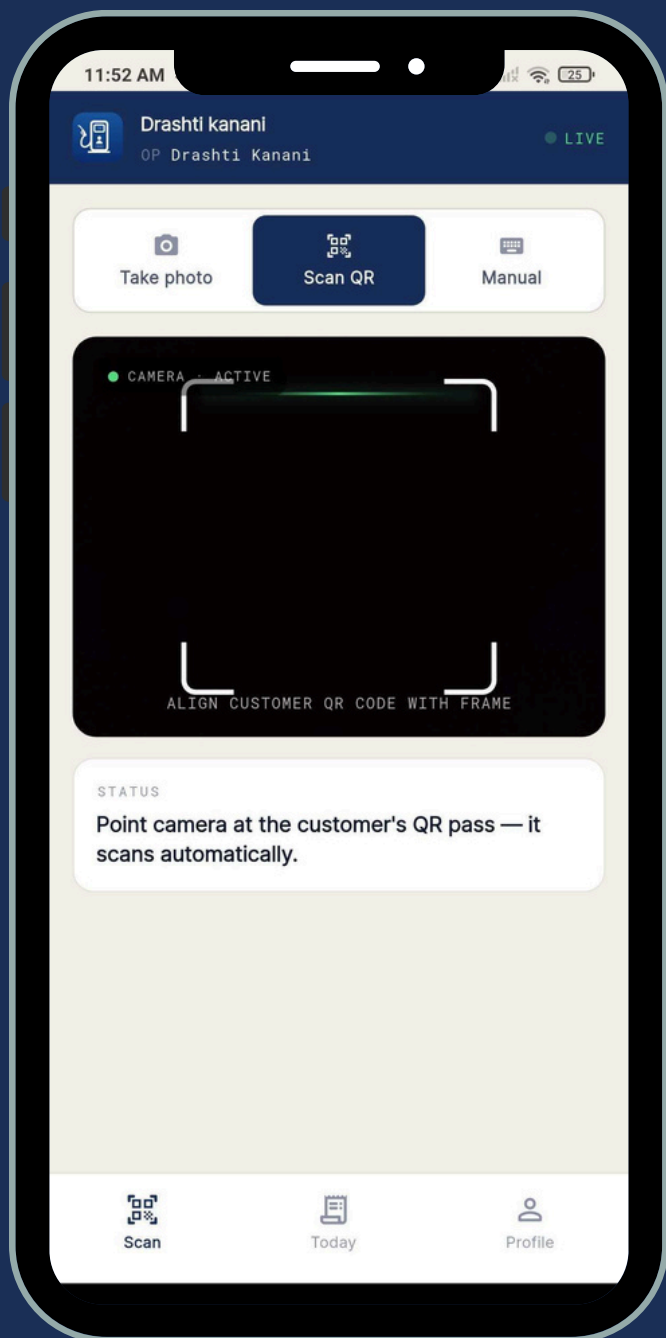 11:52 AM
25
Drashti kanani
OP Drashti Kanani
LIVE
Take photo
Scan QR
Manual
CAMERA · ACTIVE
ALIGN CUSTOMER QR CODE WITH FRAME
STATUS
Point camera at the customer's QR pass — it
scans automatically.
Scan
Today
Profile